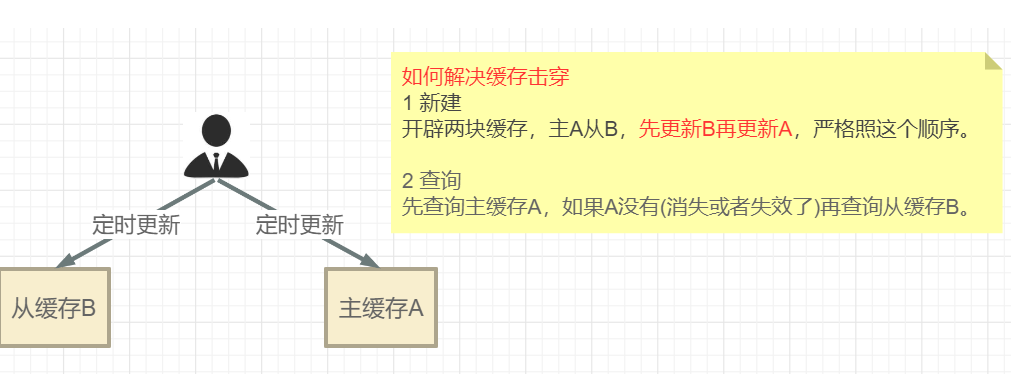 如何解决缓存击穿
1 新建
开辟两块缓存，主A从B，先更新B再更新A，严格照这个顺序。
2 查询
先查询主缓存A，如果A没有(消失或者失效了)再查询从缓存B。
定时更新
定时更新
从缓存B
主缓存A